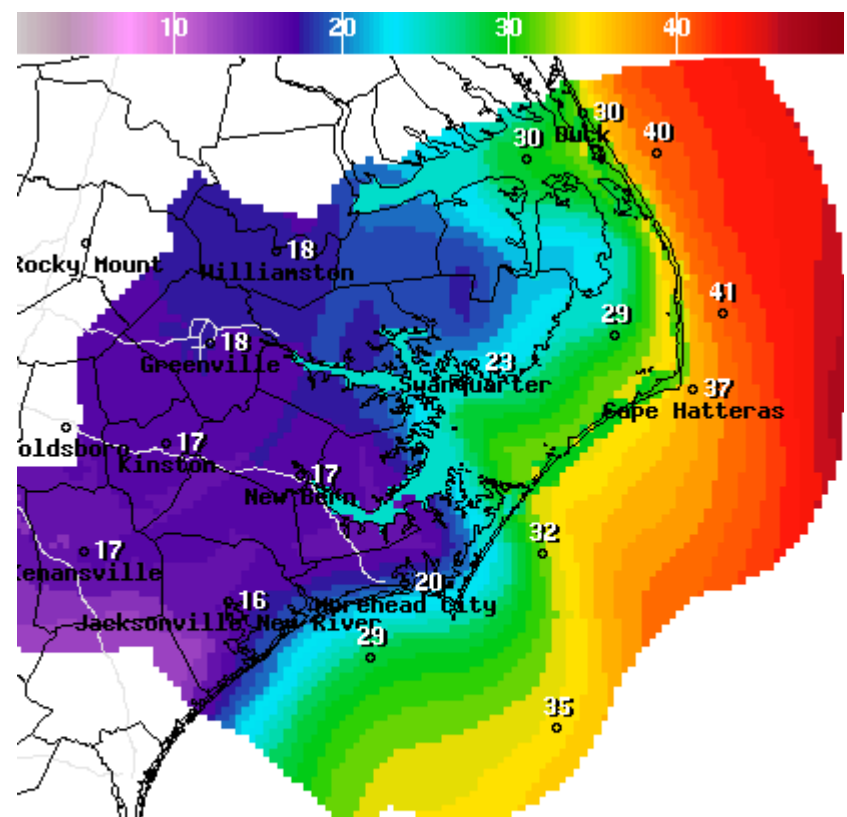 10 20 30 40
30
Duck
30
40
18
Rocky Mount
Williamston
41
29
18
Greenville
23
Swanquarter
37
Cape Hatteras
oldsboro
17
Kinston
17
New Bern
32
17
Kenansville
20
16
Morehead City
Jacksonville New River
29
35